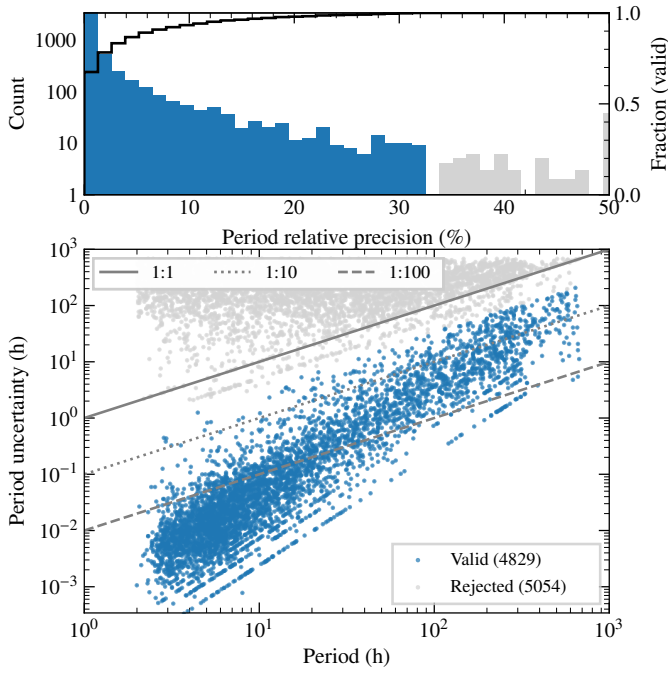 1000
100
10
1
Count
1.0
0.5
0.0
Fraction (valid)
0 10 20 30 40 50
Period relative precision (%)
1:1 1:10 1:100
10³
10²
10¹
10⁰
10⁻¹
10⁻²
10⁻³
Period uncertainty (h)
Valid (4829)
Rejected (5054)
10⁰ 10¹ 10² 10³
Period (h)